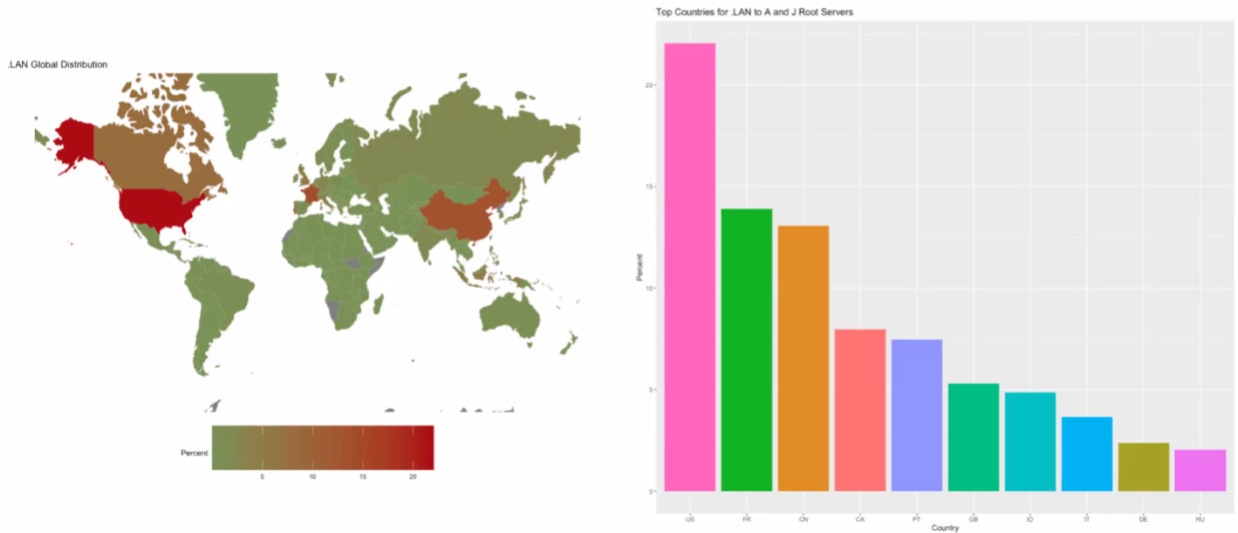 .LAN Global Distribution
Percent
5 10 15 20
Top Countries for .LAN to A and J Root Servers
Percent
20
15
10
5
0
US FR CN CA PT GB ID IT DE RU
Country